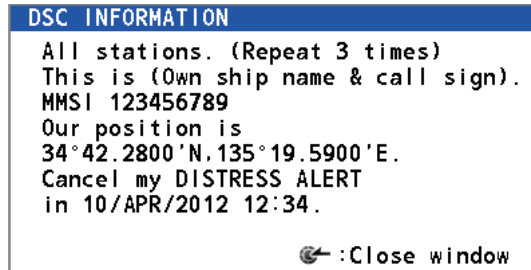 DSC INFORMATION
All stations. (Repeat 3 times)
This is (Own ship name & call sign).
MMSI 123456789
Our position is
34°42.2800'N,135°19.5900'E.
Cancel my DISTRESS ALERT
in 10/APR/2012 12:34.
:Close window